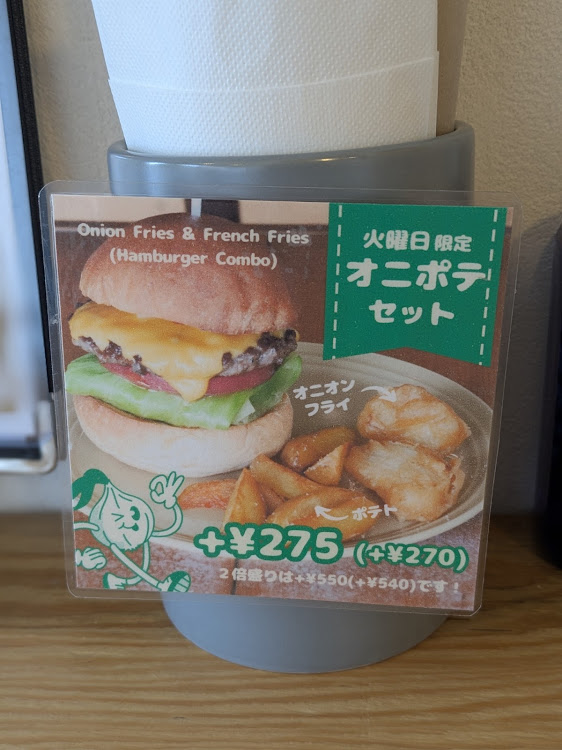 Onion Fries & French Fries
(Hamburger Combo)
火曜日限定
オニポテ
セット
オニオン
フライ
ポテト
+¥275 (+¥270)
2倍盛りは+¥550(+¥540)です!